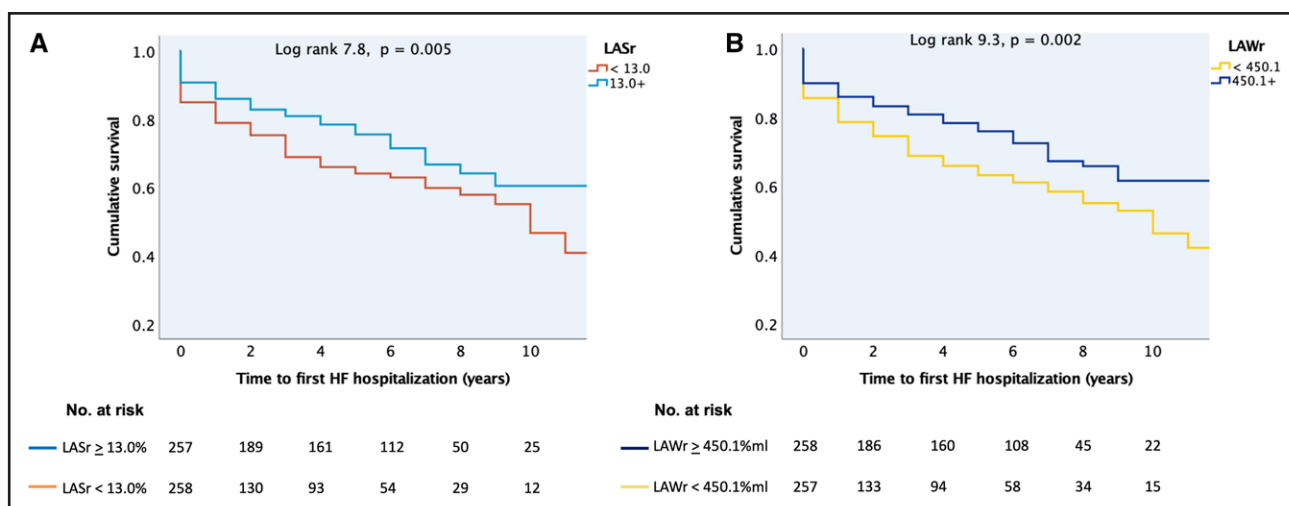 A
Log rank 7.8, p = 0.005
LASr
< 13.0
13.0+
1.0
0.8
0.6
0.4
0.2
Cumulative survival
0 2 4 6 8 10
Time to first HF hospitalization (years)
No. at risk
LASr ≥ 13.0% 257 189 161 112 50 25
LASr < 13.0% 258 130 93 54 29 12
B
Log rank 9.3, p = 0.002
LAWr
< 450.1
450.1+
1.0
0.8
0.6
0.4
0.2
Cumulative survival
0 2 4 6 8 10
Time to first HF hospitalization (years)
No. at risk
LAWr ≥ 450.1%ml 258 186 160 108 45 22
LAWr < 450.1%ml 257 133 94 58 34 15